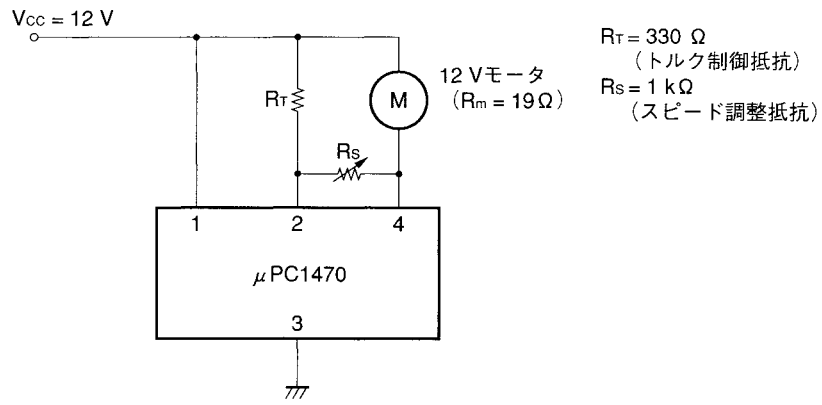 VCC = 12 V
RT
M
12 Vモータ
(Rm = 19Ω)
RT = 330 Ω
(トルク制御抵抗)
RS = 1 kΩ
(スピード調整抵抗)
RS
1
2
4
μPC1470
3